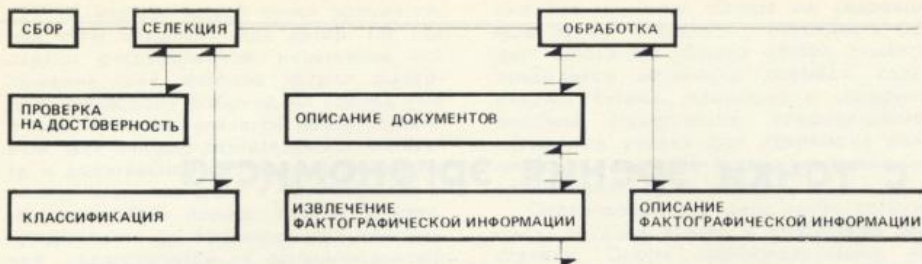 СБОР
СЕЛЕКЦИЯ
ОБРАБОТКА
ПРОВЕРКА
НА ДОСТОВЕРНОСТЬ
ОПИСАНИЕ ДОКУМЕНТОВ
КЛАССИФИКАЦИЯ
ИЗВЛЕЧЕНИЕ
ФАКТОГРАФИЧЕСКОЙ ИНФОРМАЦИИ
ОПИСАНИЕ
ФАКТОГРАФИЧЕСКОЙ ИНФОРМАЦИИ